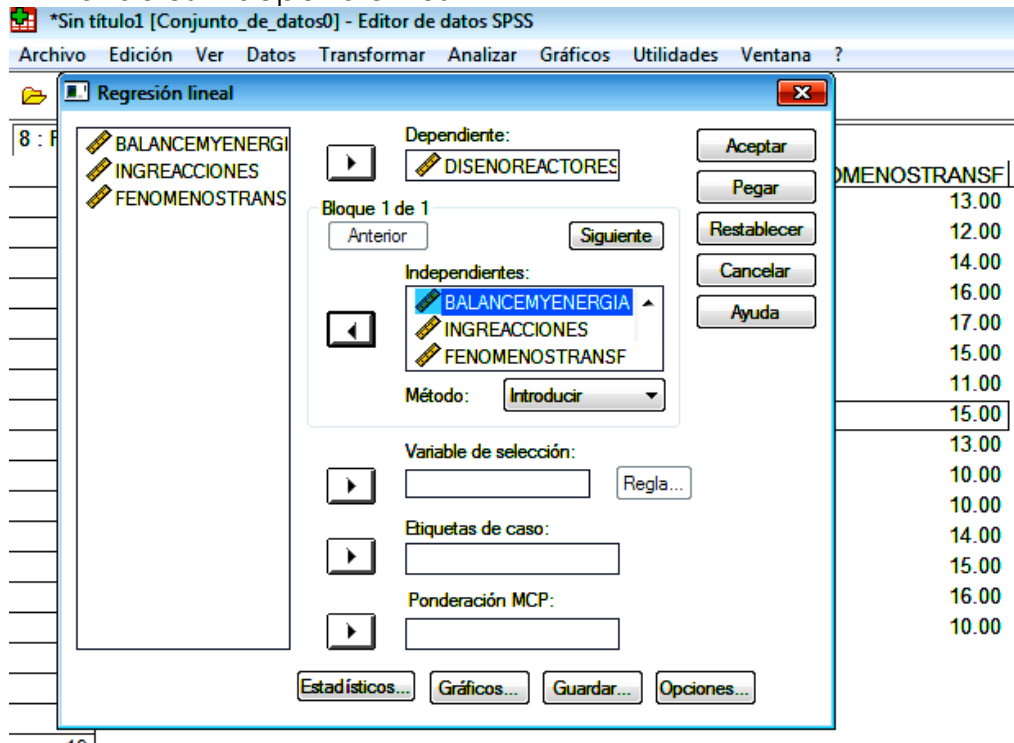 *Sin título1 [Conjunto_de_datos0] - Editor de datos SPSS
Archivo Edición Ver Datos Transformar Analizar Gráficos Utilidades Ventana ?
Regresión lineal
8 : F
BALANCEMYENERGI
INGREACCIONES
FENOMENOSTRANS
Dependiente:
DISENOREACTORES
Bloque 1 de 1
Anterior
Siguiente
Independientes:
BALANCEMYENERGIA
INGREACCIONES
FENOMENOSTRANSF
Método: Introducir
Variable de selección:
Regla...
Etiquetas de caso:
Ponderación MCP:
Estadísticos... Gráficos... Guardar... Opciones...
Aceptar
Pegar
Restablecer
Cancelar
Ayuda
OMENOSTRANSF
13.00
12.00
14.00
16.00
17.00
15.00
11.00
15.00
13.00
10.00
10.00
14.00
15.00
16.00
10.00